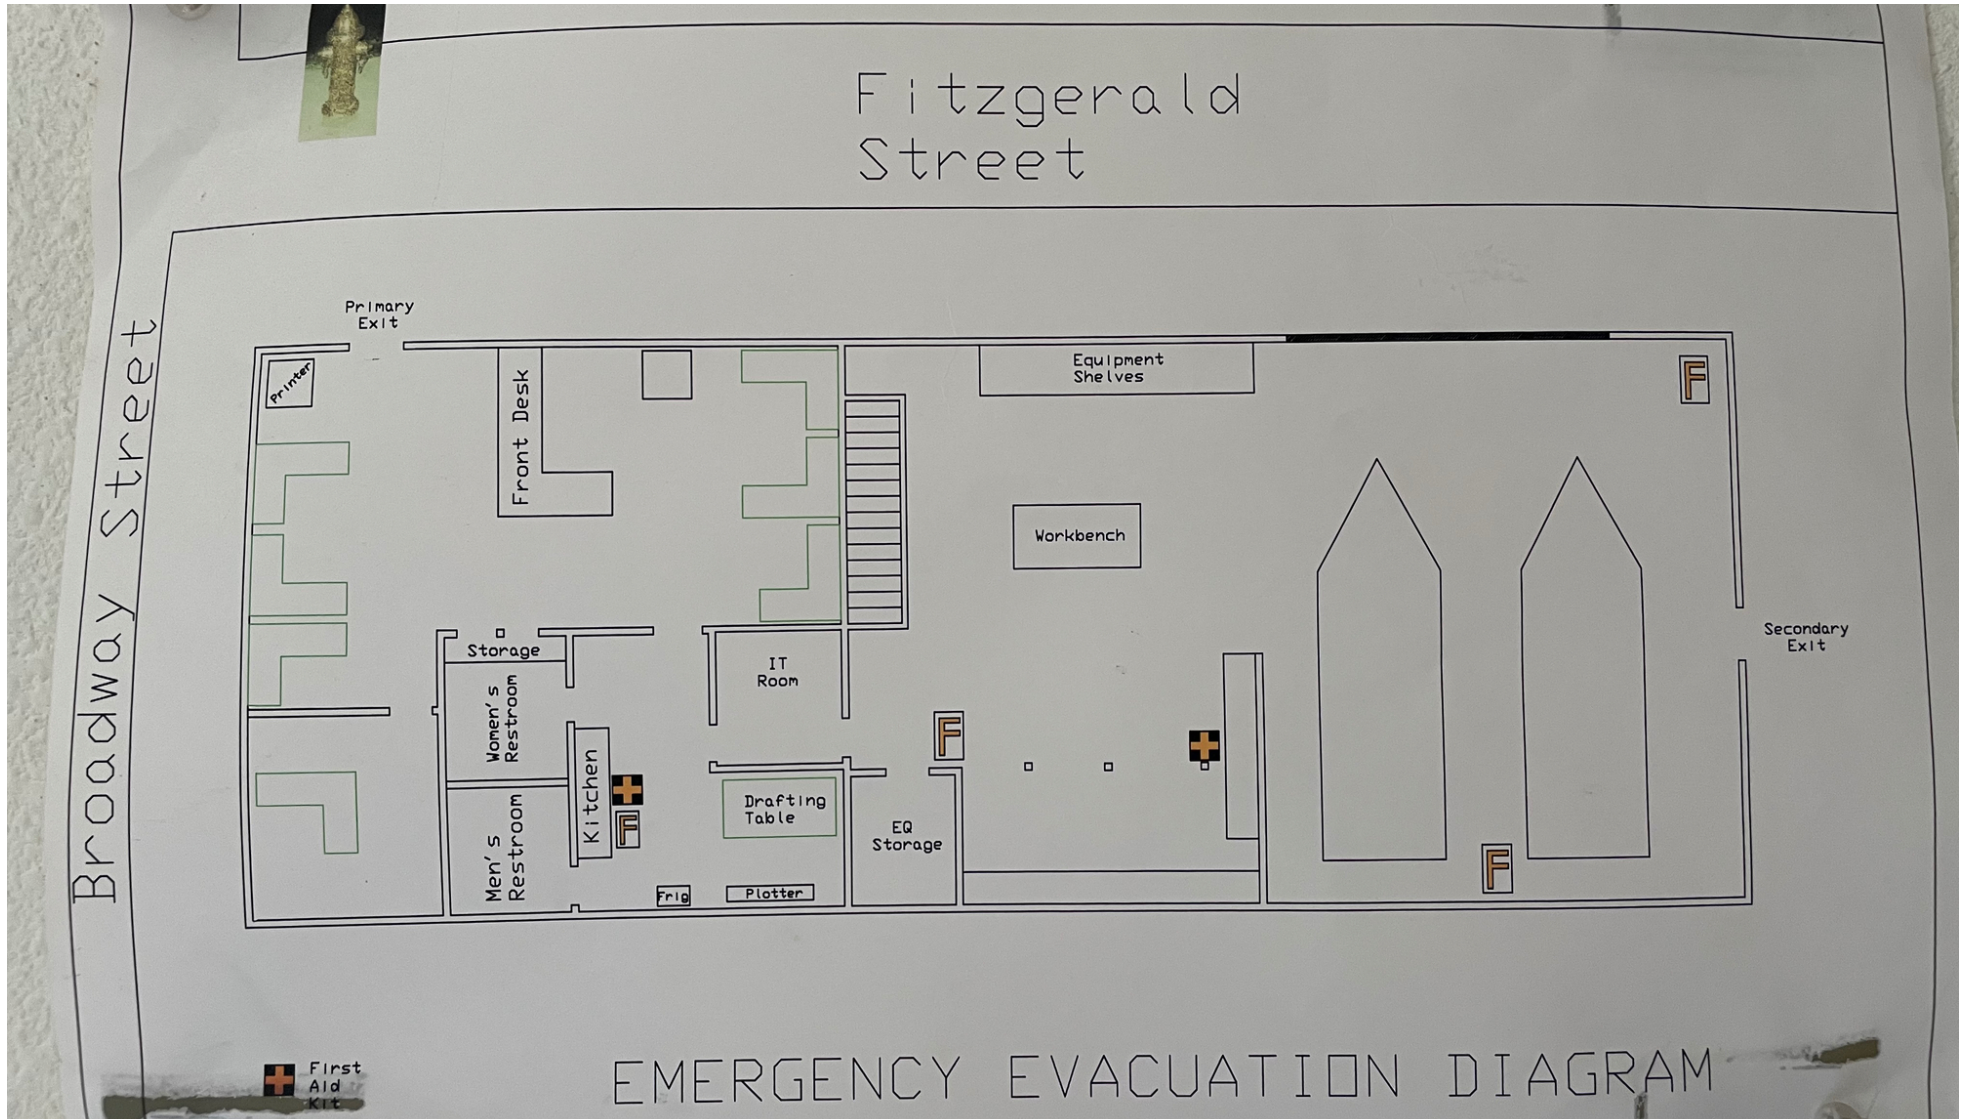 Fitzgerald
Street
Broadway Street
Primary
Exit
Printer
Front Desk
Equipment
Shelves
F
Workbench
Secondary
Exit
Storage
IT
Room
Women's
Restroom
F
Kitchen
F
Drafting
Table
Men's
Restroom
EQ
Storage
F
Frig
Plotter
First
Aid
Kit
EMERGENCY EVACUATION DIAGRAM